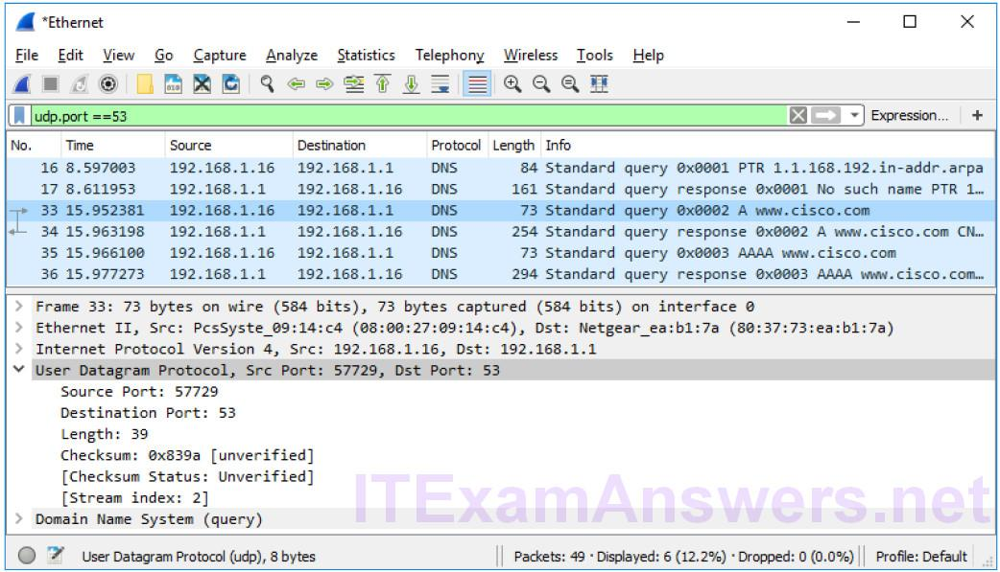 *Ethernet
File Edit View Go Capture Analyze Statistics Telephony Wireless Tools Help
udp.port ==53 Expression... +
No. Time Source Destination Protocol Length Info
16 8.597003 192.168.1.16 192.168.1.1 DNS 84 Standard query 0x0001 PTR 1.1.168.192.in-addr.arpa
17 8.611953 192.168.1.1 192.168.1.16 DNS 161 Standard query response 0x0001 No such name PTR 1…
33 15.952381 192.168.1.16 192.168.1.1 DNS 73 Standard query 0x0002 A www.cisco.com
34 15.963198 192.168.1.1 192.168.1.16 DNS 254 Standard query response 0x0002 A www.cisco.com CN…
35 15.966100 192.168.1.16 192.168.1.1 DNS 73 Standard query 0x0003 AAAA www.cisco.com
36 15.977273 192.168.1.1 192.168.1.16 DNS 294 Standard query response 0x0003 AAAA www.cisco.com…
Frame 33: 73 bytes on wire (584 bits), 73 bytes captured (584 bits) on interface 0
Ethernet II, Src: PcsSyste_09:14:c4 (08:00:27:09:14:c4), Dst: Netgear_ea:b1:7a (80:37:73:ea:b1:7a)
Internet Protocol Version 4, Src: 192.168.1.16, Dst: 192.168.1.1
User Datagram Protocol, Src Port: 57729, Dst Port: 53
Source Port: 57729
Destination Port: 53
Length: 39
Checksum: 0x839a [unverified]
[Checksum Status: Unverified]
[Stream index: 2]
Domain Name System (query)
ITExamAnswers.net
User Datagram Protocol (udp), 8 bytes Packets: 49 · Displayed: 6 (12.2%) · Dropped: 0 (0.0%) Profile: Default